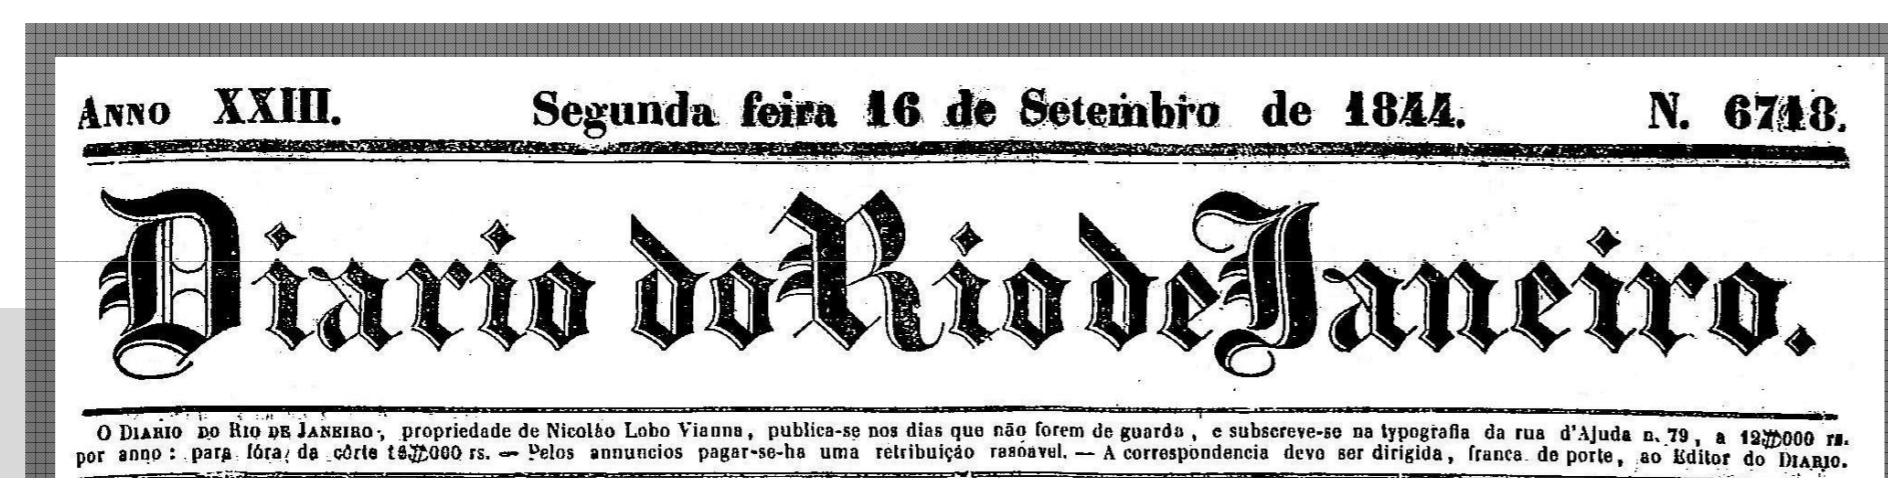 ANNO XXIII. Segunda feira 16 de Setembro de 1844. N. 6718.
Diario do Rio de Janeiro.
O DIARIO DO RIO DE JANEIRO, propriedade de Nicoláo Lobo Vianna, publica-se nos dias que não forem de guarda, e subscreve-se na typografia da rua d'Ajuda n. 79, a 12$000 rs.
por anno: para fóra da côrte 18$000 rs. — Pelos annuncios pagar-se-ha uma retribuição rasoavel. — A correspondencia deve ser dirigida, franca de porte, ao Editor do DIARIO.